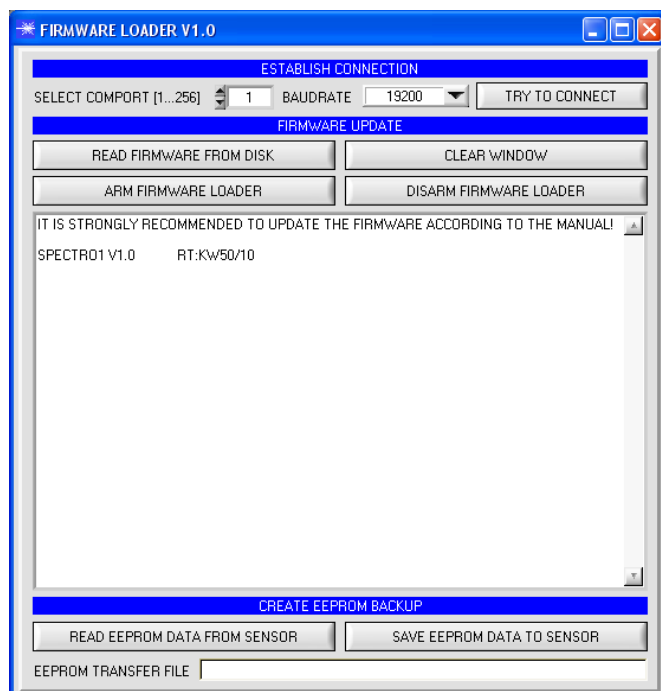 FIRMWARE LOADER V1.0
ESTABLISH CONNECTION
SELECT COMPORT [1...256] 1 BAUDRATE 19200 TRY TO CONNECT
FIRMWARE UPDATE
READ FIRMWARE FROM DISK CLEAR WINDOW
ARM FIRMWARE LOADER DISARM FIRMWARE LOADER
IT IS STRONGLY RECOMMENDED TO UPDATE THE FIRMWARE ACCORDING TO THE MANUAL!
SPECTRO1 V1.0 RT:KW50/10
CREATE EEPROM BACKUP
READ EEPROM DATA FROM SENSOR SAVE EEPROM DATA TO SENSOR
EEPROM TRANSFER FILE